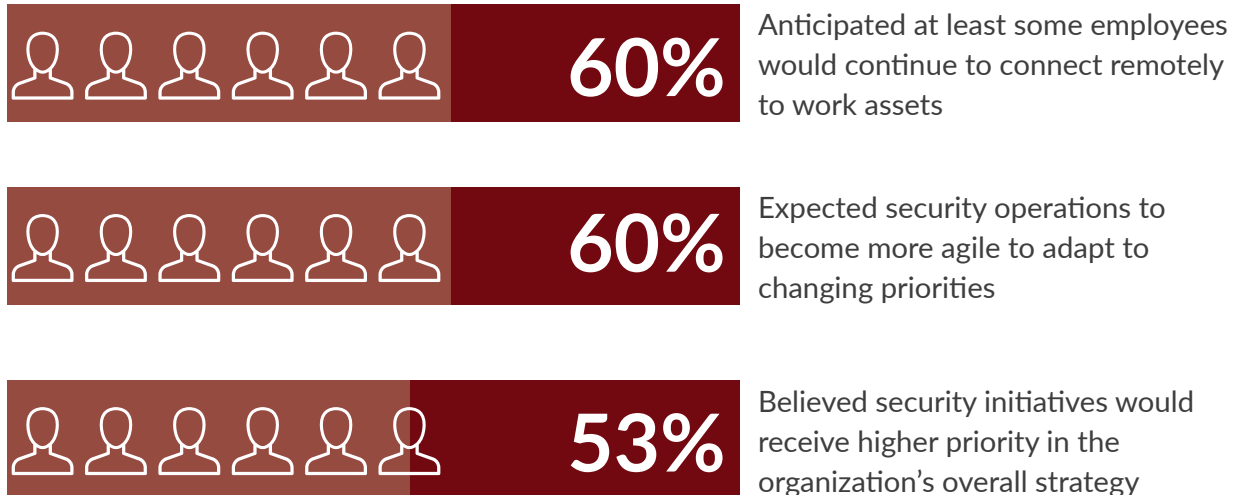 60%
Anticipated at least some employees
would continue to connect remotely
to work assets
60%
Expected security operations to
become more agile to adapt to
changing priorities
53%
Believed security initiatives would
receive higher priority in the
organization’s overall strategy